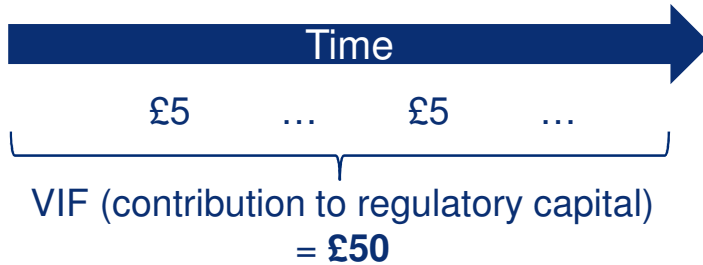 Time
£5 … £5 …
VIF (contribution to regulatory capital)
= £50